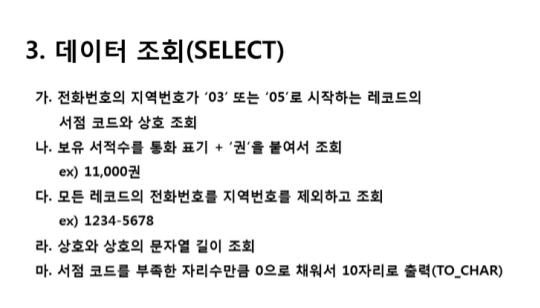 3. 데이터 조회(SELECT)
가. 전화번호의 지역번호가 ‘03’ 또는 ‘05’로 시작하는 레코드의
서점 코드와 상호 조회
나. 보유 서적수를 통화 표기 + ‘권’을 붙여서 조회
ex) 11,000권
다. 모든 레코드의 전화번호를 지역번호를 제외하고 조회
ex) 1234-5678
라. 상호와 상호의 문자열 길이 조회
마. 서점 코드를 부족한 자리수만큼 0으로 채워서 10자리로 출력(TO_CHAR)